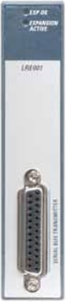 EXP OK
EXPANSION
ACTIVE
LRE001
SERIAL BUS TRANSMITTER